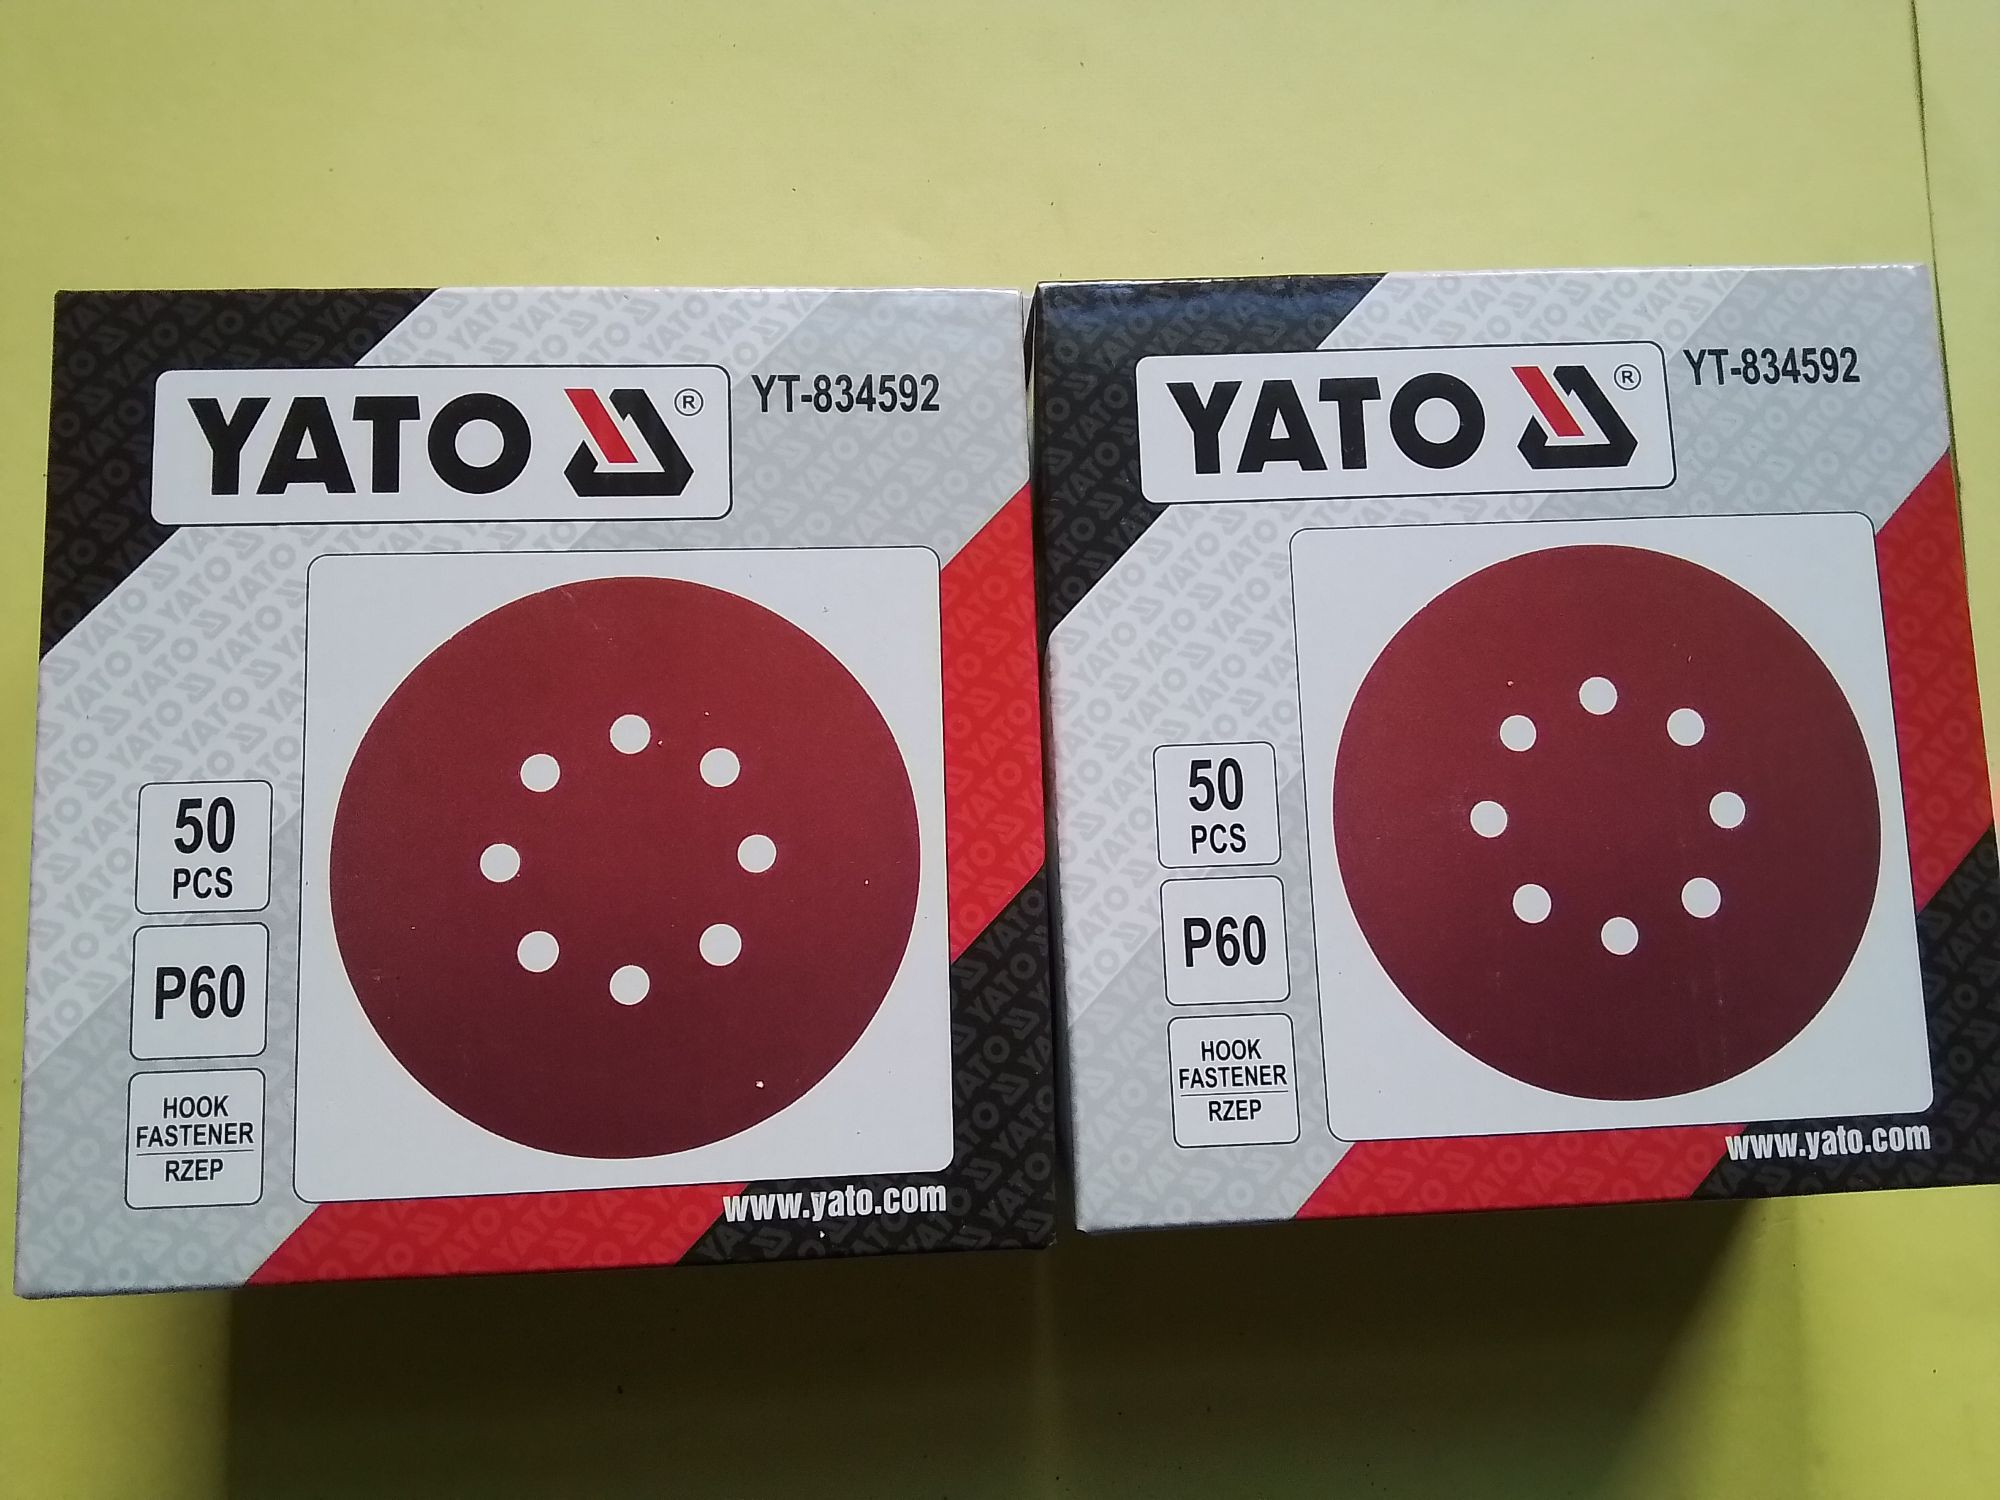 YATO ®
YT-834592
50
PCS
P60
HOOK
FASTENER
RZEP
www.yato.com
YATO ®
YT-834592
50
PCS
P60
HOOK
FASTENER
RZEP
www.yato.com